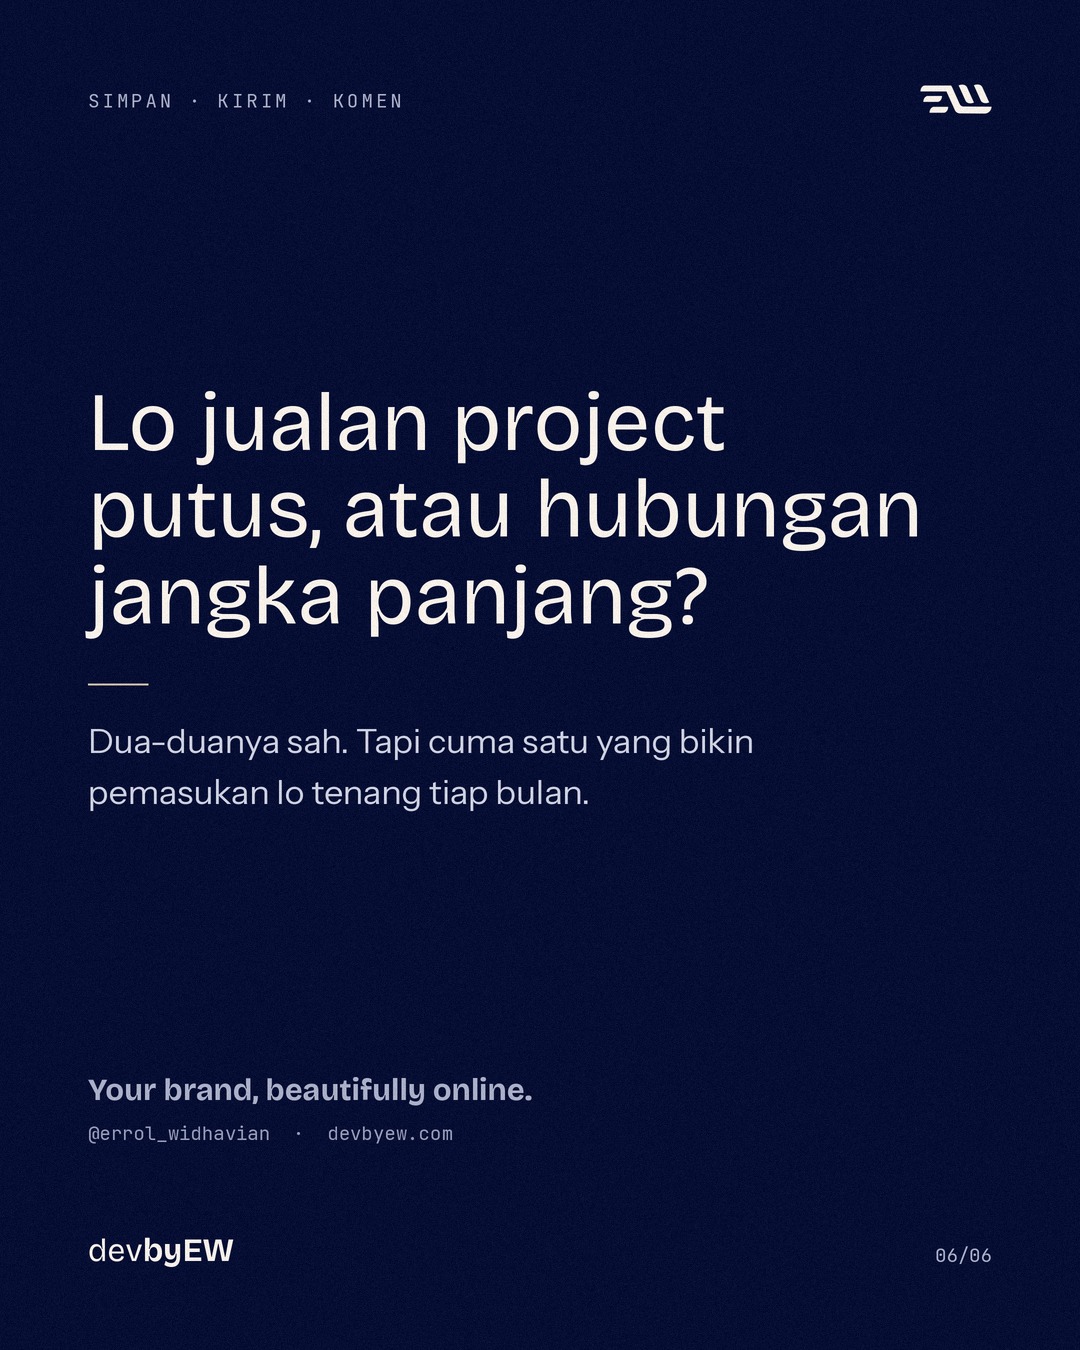 SIMPAN · KIRIM · KOMEN
EW
Lo jualan project
putus, atau hubungan
jangka panjang?
Dua-duanya sah. Tapi cuma satu yang bikin
pemasukan lo tenang tiap bulan.
Your brand, beautifully online.
@errol_widhavian · devbyew.com
devbyEW
06/06